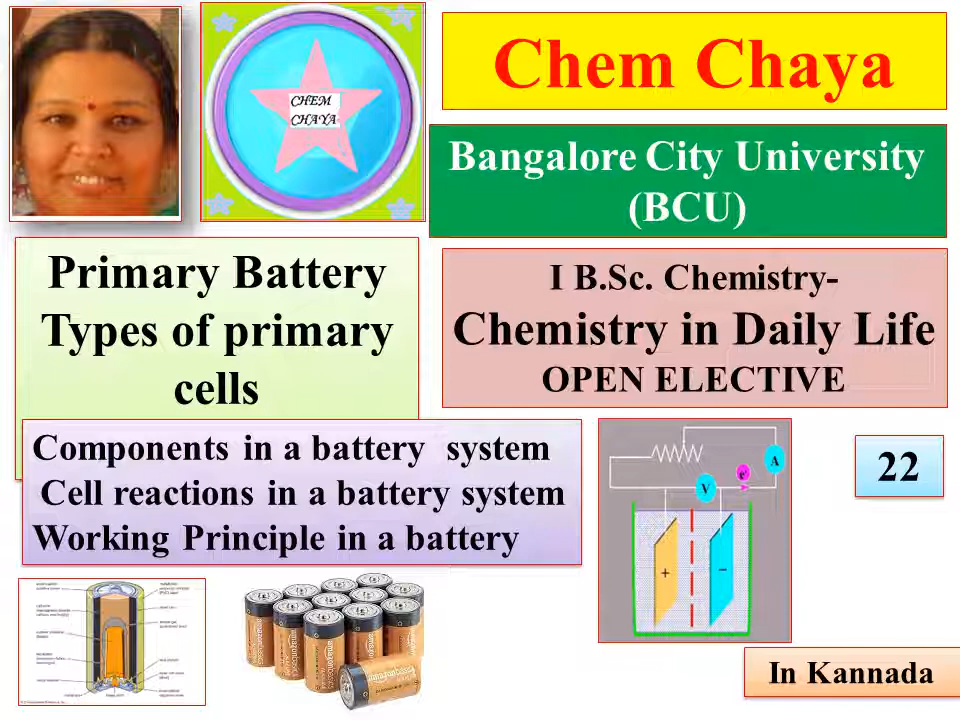 CHEM
CHAYA
Chem Chaya
Bangalore City University
(BCU)
Primary Battery
Types of primary
cells
I B.Sc. Chemistry-
Chemistry in Daily Life
OPEN ELECTIVE
Components in a battery system
Cell reactions in a battery system
Working Principle in a battery
A
V
e-
+
−
22
In Kannada